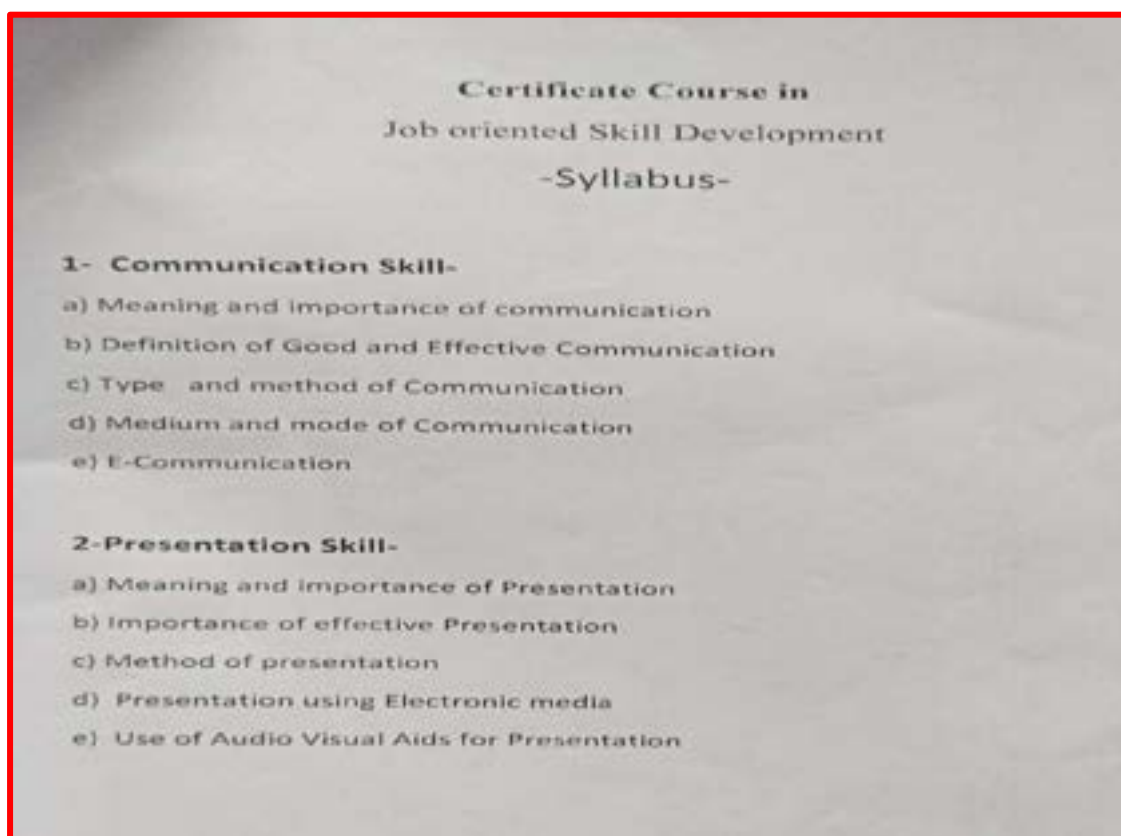 Certificate Course in
Job oriented Skill Development
-Syllabus-
1- Communication Skill-
a) Meaning and importance of communication
b) Definition of Good and Effective Communication
c) Type and method of Communication
d) Medium and mode of Communication
e) E-Communication
2-Presentation Skill-
a) Meaning and importance of Presentation
b) Importance of effective Presentation
c) Method of presentation
d) Presentation using Electronic media
e) Use of Audio Visual Aids for Presentation